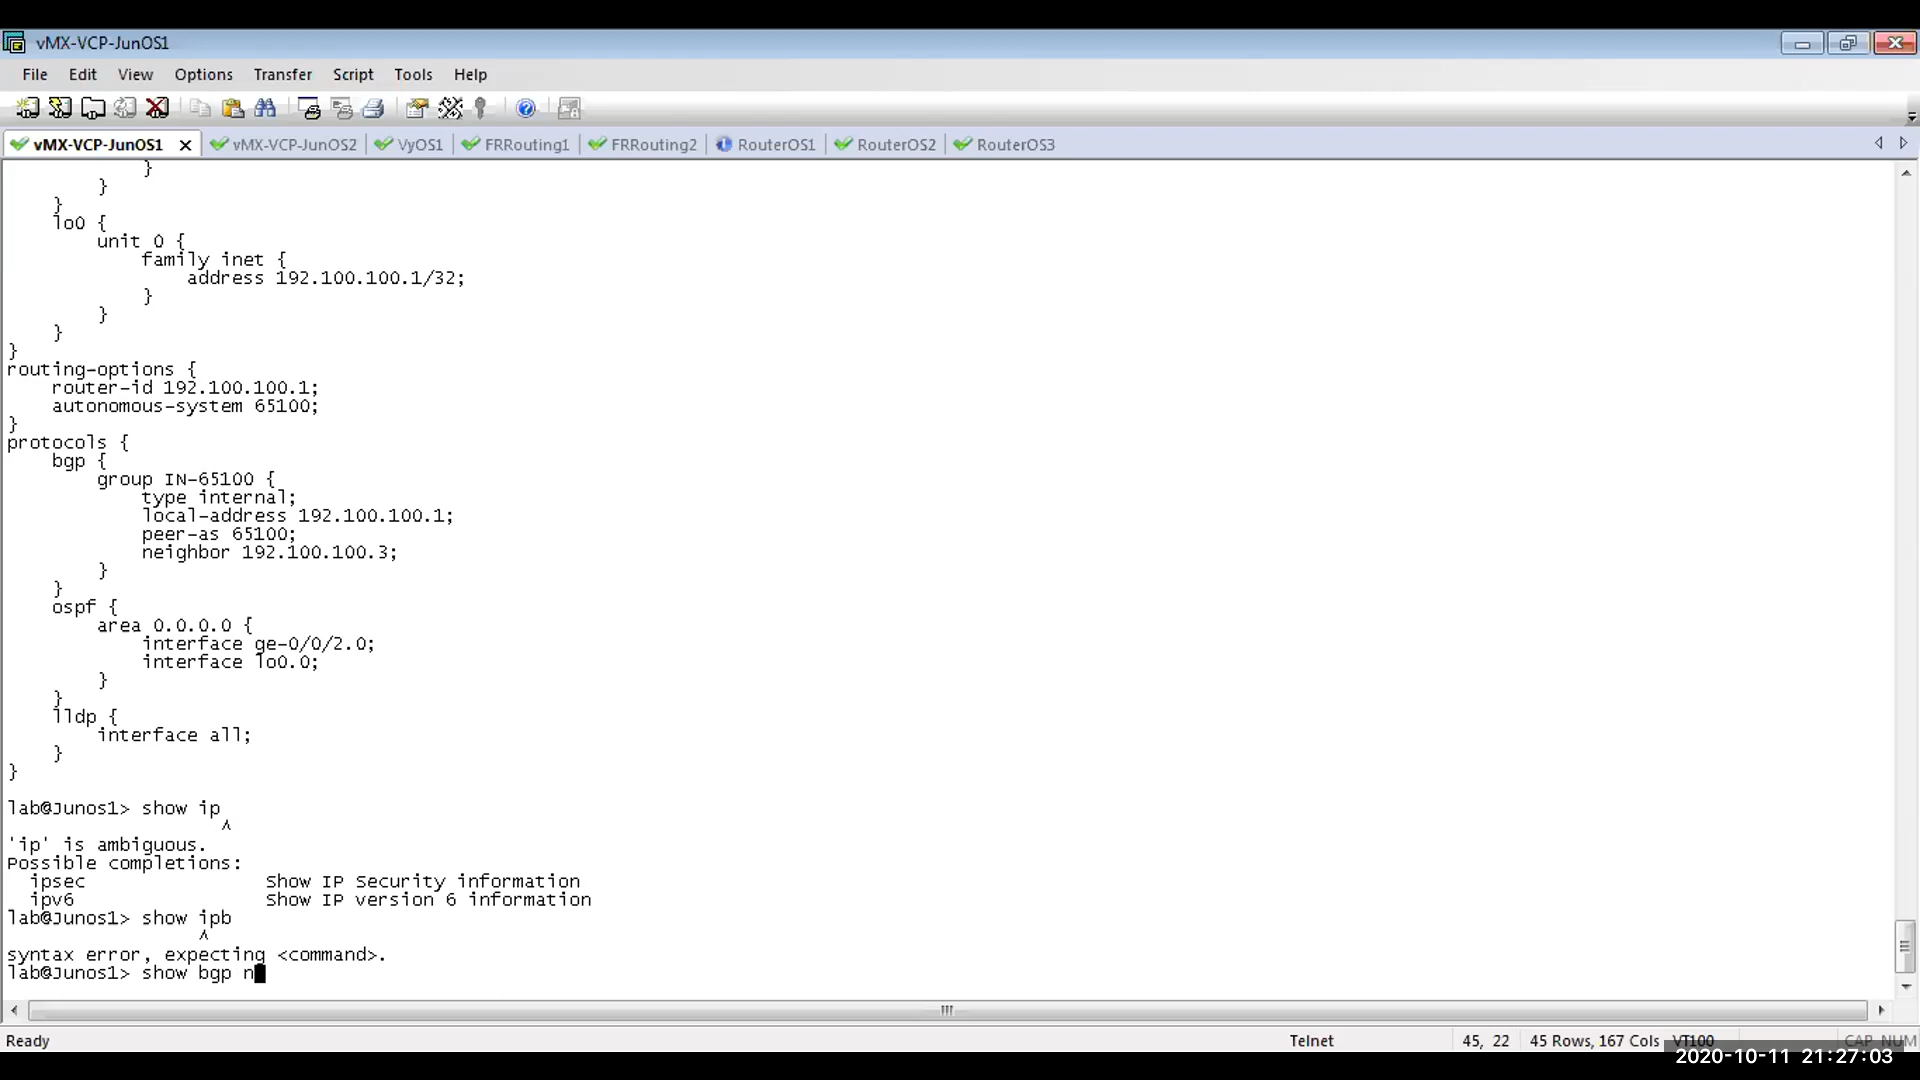 vMX-VCP-JunOS1
File Edit View Options Transfer Script Tools Help
vMX-VCP-JunOS1 vMX-VCP-JunOS2 VyOS1 FRRouting1 FRRouting2 RouterOS1 RouterOS2 RouterOS3
}
}
}
lo0 {
unit 0 {
family inet {
address 192.100.100.1/32;
}
}
}
}
routing-options {
router-id 192.100.100.1;
autonomous-system 65100;
}
protocols {
bgp {
group IN-65100 {
type internal;
local-address 192.100.100.1;
peer-as 65100;
neighbor 192.100.100.3;
}
}
ospf {
area 0.0.0.0 {
interface ge-0/0/2.0;
interface lo0.0;
}
}
lldp {
interface all;
}
}
lab@Junos1> show ip
^
'ip' is ambiguous.
Possible completions:
ipsec Show IP Security information
ipv6 Show IP version 6 information
lab@Junos1> show ipb
^
syntax error, expecting <command>.
lab@Junos1> show bgp n
Ready Telnet 45, 22 45 Rows, 167 Cols VT100 CAP NUM
2020-10-11 21:27:03